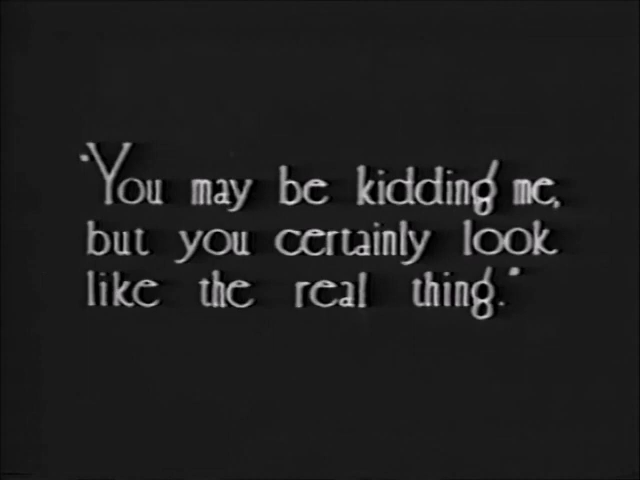 "You may be kidding me,
but you certainly look
like the real thing."